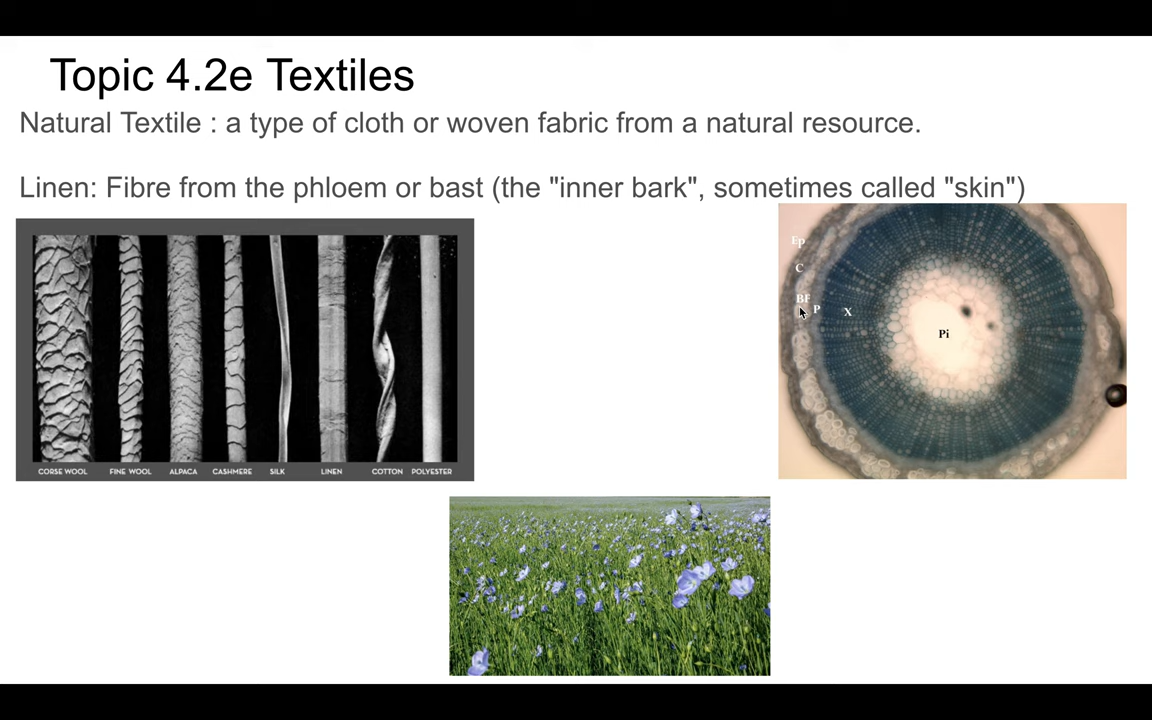 Topic 4.2e Textiles
Natural Textile : a type of cloth or woven fabric from a natural resource.
Linen: Fibre from the phloem or bast (the "inner bark", sometimes called "skin")
CORSE WOOL FINE WOOL ALPACA CASHMERE SILK LINEN COTTON POLYESTER
Ep
C
BF
P
X
Pi